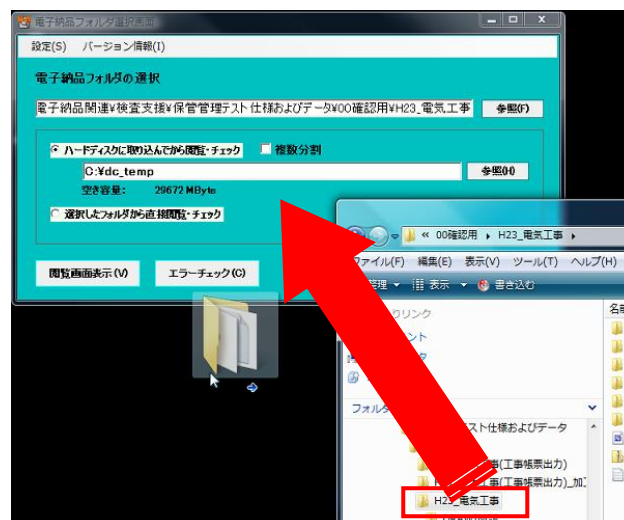 電子納品フォルダ選択画面
設定(S) バージョン情報(I)
電子納品フォルダの選択
電子納品関連¥検査支援¥保管管理テスト仕様およびデータ¥00確認用¥H23_電気工事 参照(F)
ハードディスクに取り込んでから閲覧・チェック 複数分割
C:¥dc_temp 参照(H)
空き容量: 29672 MByte
選択したフォルダから直接閲覧・チェック
閲覧画面表示(V) エラーチェック(C)
« 00確認用 ▸ H23_電気工事 ▸
ファイル(F) 編集(E) 表示(V) ツール(T) ヘルプ(H)
管理 表示 書き込む
りリンク 名前
ント
タ
フォルダ
スト仕様およびデータ
事(工事帳票出力)
事(工事帳票出力)_加工
H23_電気工事